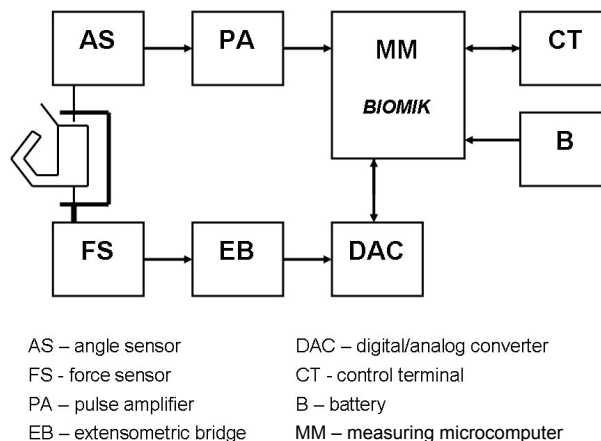 AS
PA
MM
CT
BIOMIK
B
FS
EB
DAC
AS – angle sensor
FS - force sensor
PA – pulse amplifier
EB – extensometric bridge
DAC – digital/analog converter
CT - control terminal
B – battery
MM – measuring microcomputer